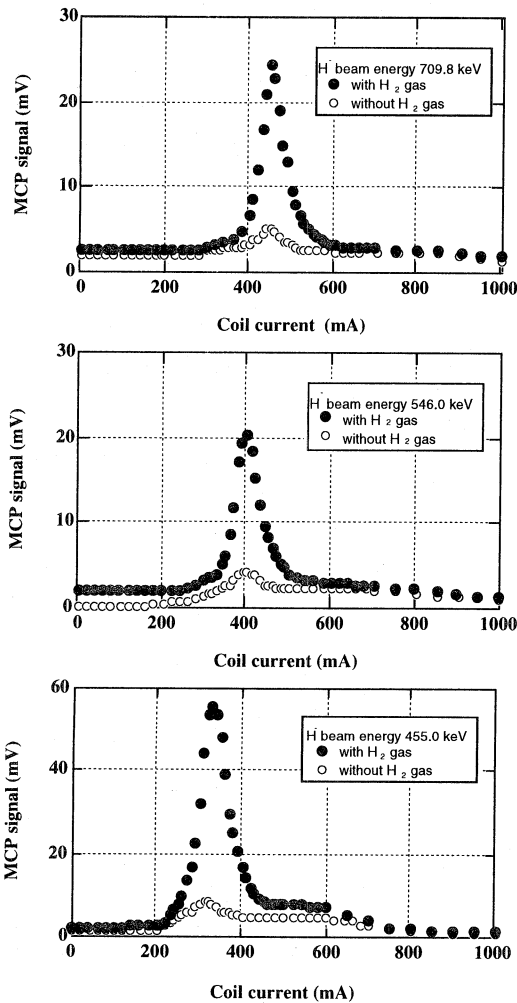 30
20
10
0
MCP signal (mV)
H⁻ beam energy 709.8 keV
with H₂ gas
without H₂ gas
0 200 400 600 800 1000
Coil current (mA)
30
20
10
0
MCP signal (mV)
H⁻ beam energy 546.0 keV
with H₂ gas
without H₂ gas
0 200 400 600 800 1000
Coil current (mA)
60
40
20
0
MCP signal (mV)
H⁻ beam energy 455.0 keV
with H₂ gas
without H₂ gas
0 200 400 600 800 1000
Coil current (mA)